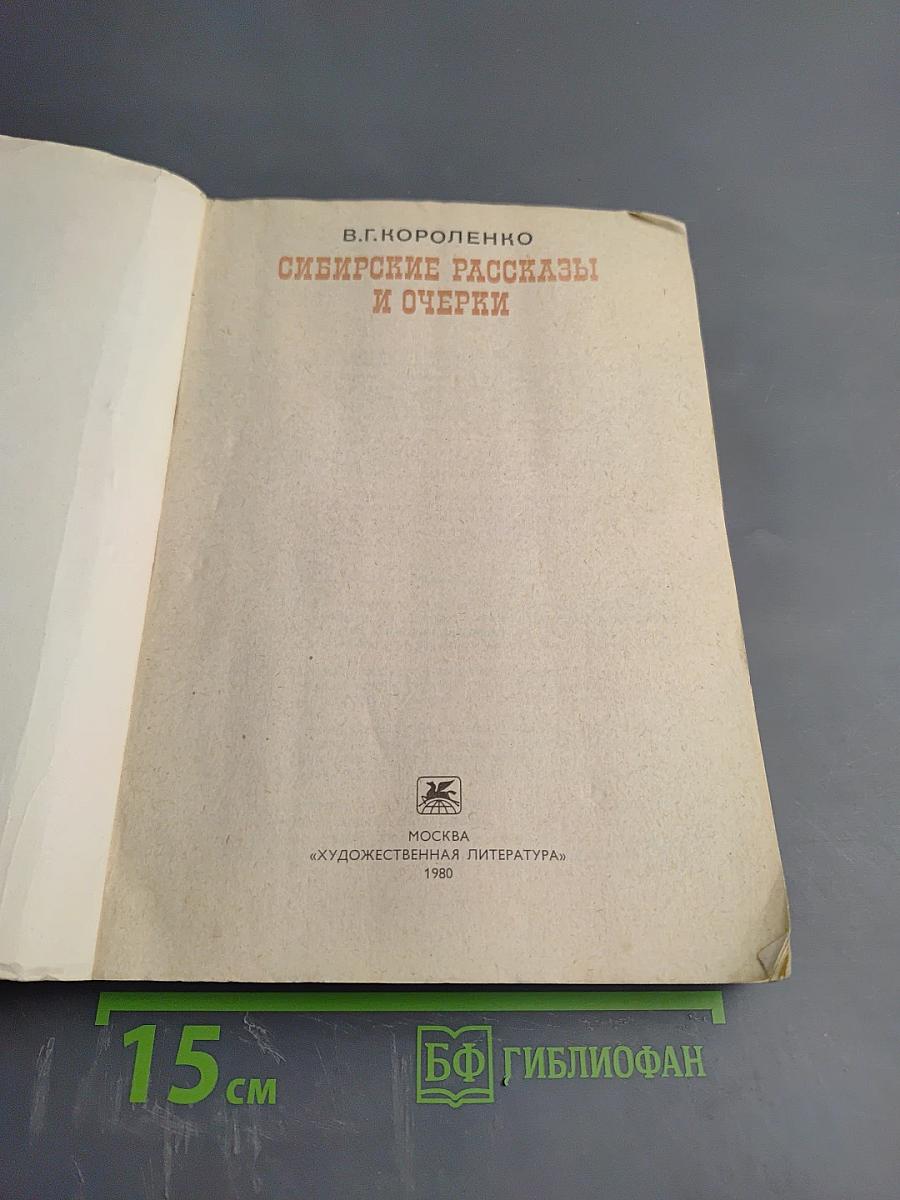 В.Г.КОРОЛЕНКО
СИБИРСКИЕ РАССКАЗЫ
И ОЧЕРКИ
МОСКВА
«ХУДОЖЕСТВЕННАЯ ЛИТЕРАТУРА»
1980
15 см
БФ ГИБЛИОФАН